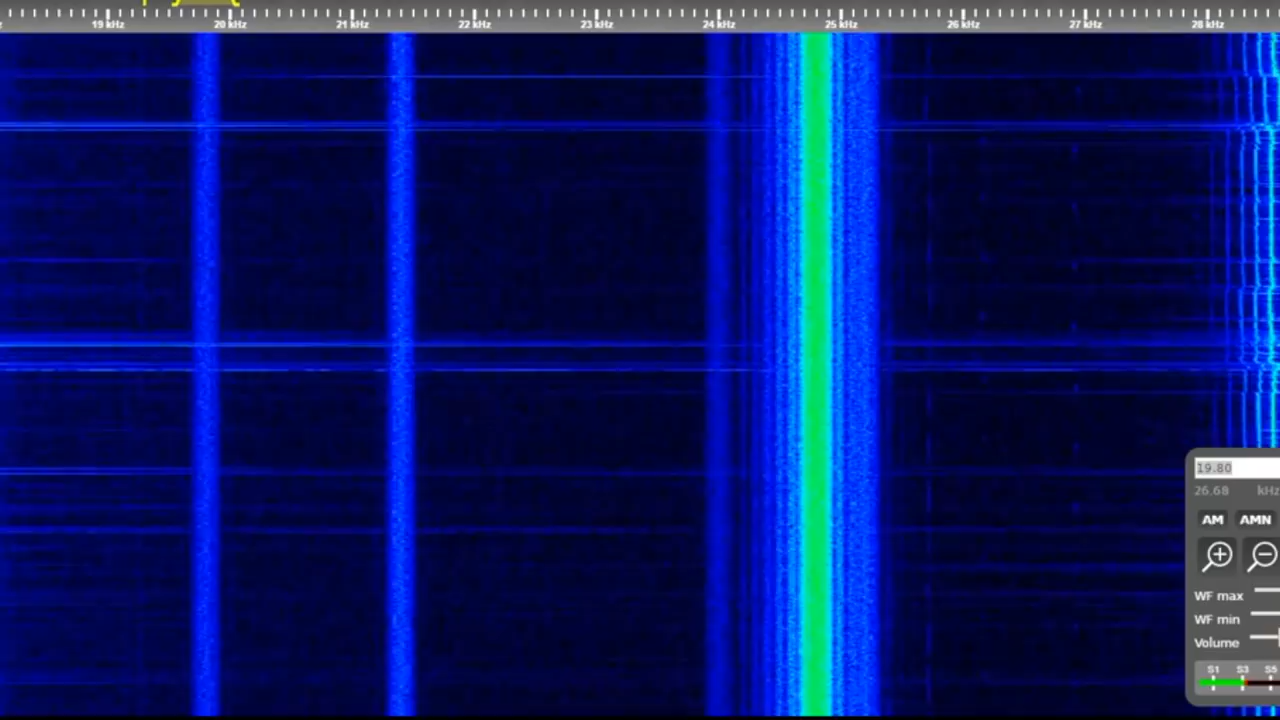 19 kHz 20 kHz 21 kHz 22 kHz 23 kHz 24 kHz 25 kHz 26 kHz 27 kHz 28 kHz
19.80
26.68 kHz
AM AMN
WF max
WF min
Volume
S1 S3